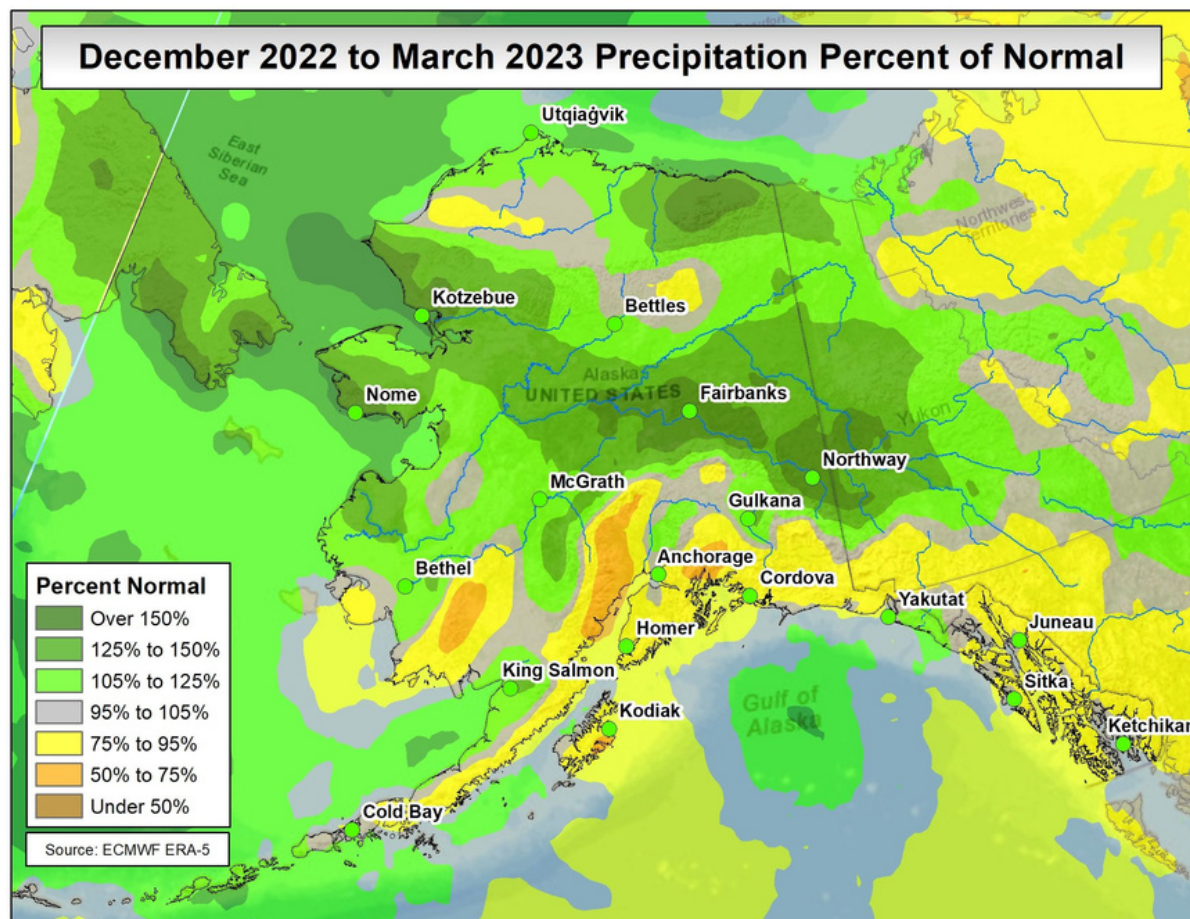 December 2022 to March 2023 Precipitation Percent of Normal
Utqiaġvik
East
Siberian
Sea
Northwest
Territories
Kotzebue
Bettles
Alaska
UNITED STATES
Fairbanks
Nome
Yukon
Northway
McGrath
Gulkana
Anchorage
Bethel
Cordova
Yakutat
Juneau
Homer
King Salmon
Sitka
Gulf of
Alaska
Kodiak
Ketchikan
Cold Bay
Percent Normal
Over 150%
125% to 150%
105% to 125%
95% to 105%
75% to 95%
50% to 75%
Under 50%
Source: ECMWF ERA-5